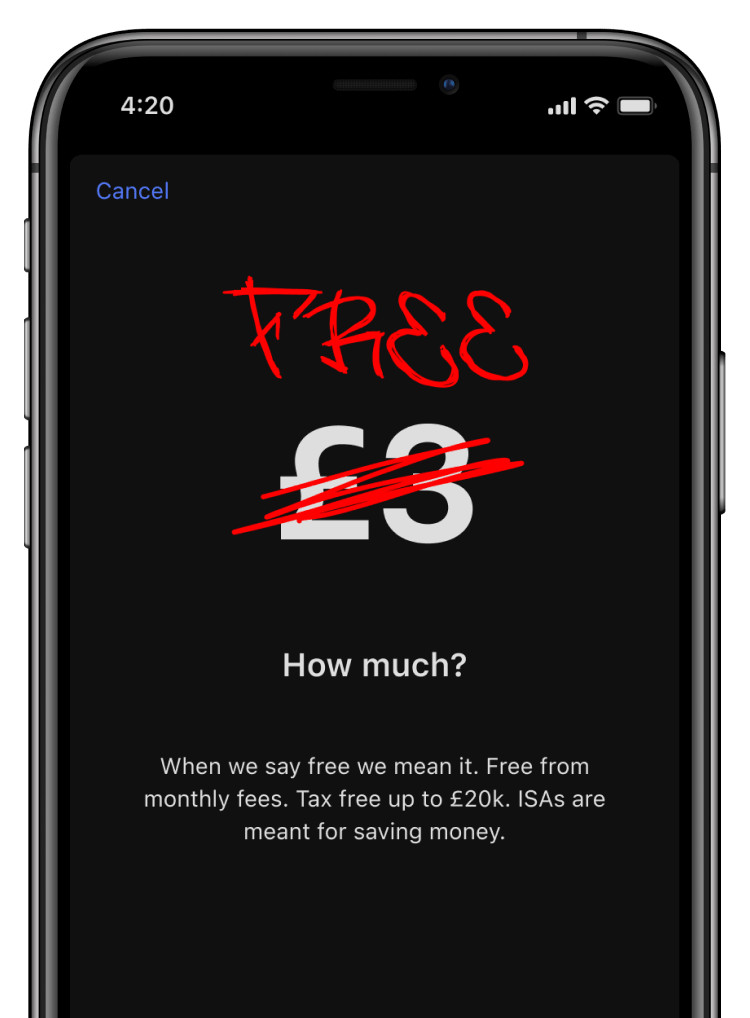 4:20
Cancel
FREE
£3
How much?
When we say free we mean it. Free from
monthly fees. Tax free up to £20k. ISAs are
meant for saving money.